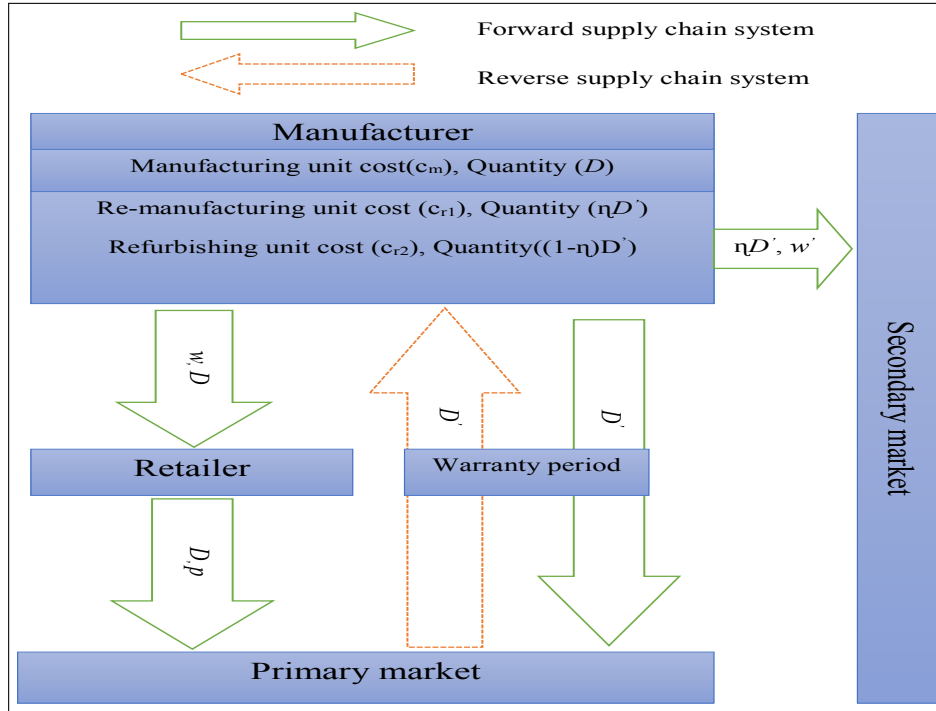 Forward supply chain system
Reverse supply chain system
Manufacturer
Manufacturing unit cost(cₘ), Quantity (D)
Re-manufacturing unit cost (cᵣ₁), Quantity (ηD’)
Refurbishing unit cost (cᵣ₂), Quantity((1-η)D’)
ηD’, w’
Secondary market
w,D
D’
D’
Retailer
Warranty period
D,p
Primary market